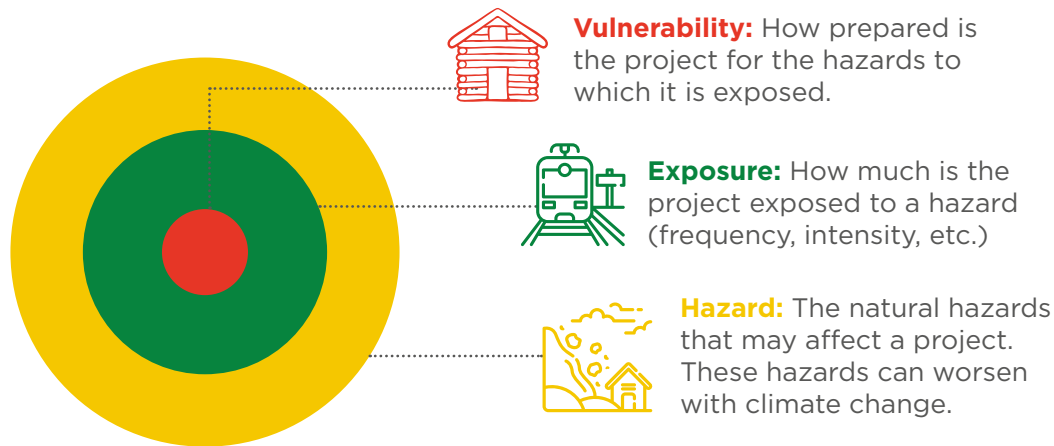 Vulnerability: How prepared is
the project for the hazards to
which it is exposed.
Exposure: How much is the
project exposed to a hazard
(frequency, intensity, etc.)
Hazard: The natural hazards
that may affect a project.
These hazards can worsen
with climate change.